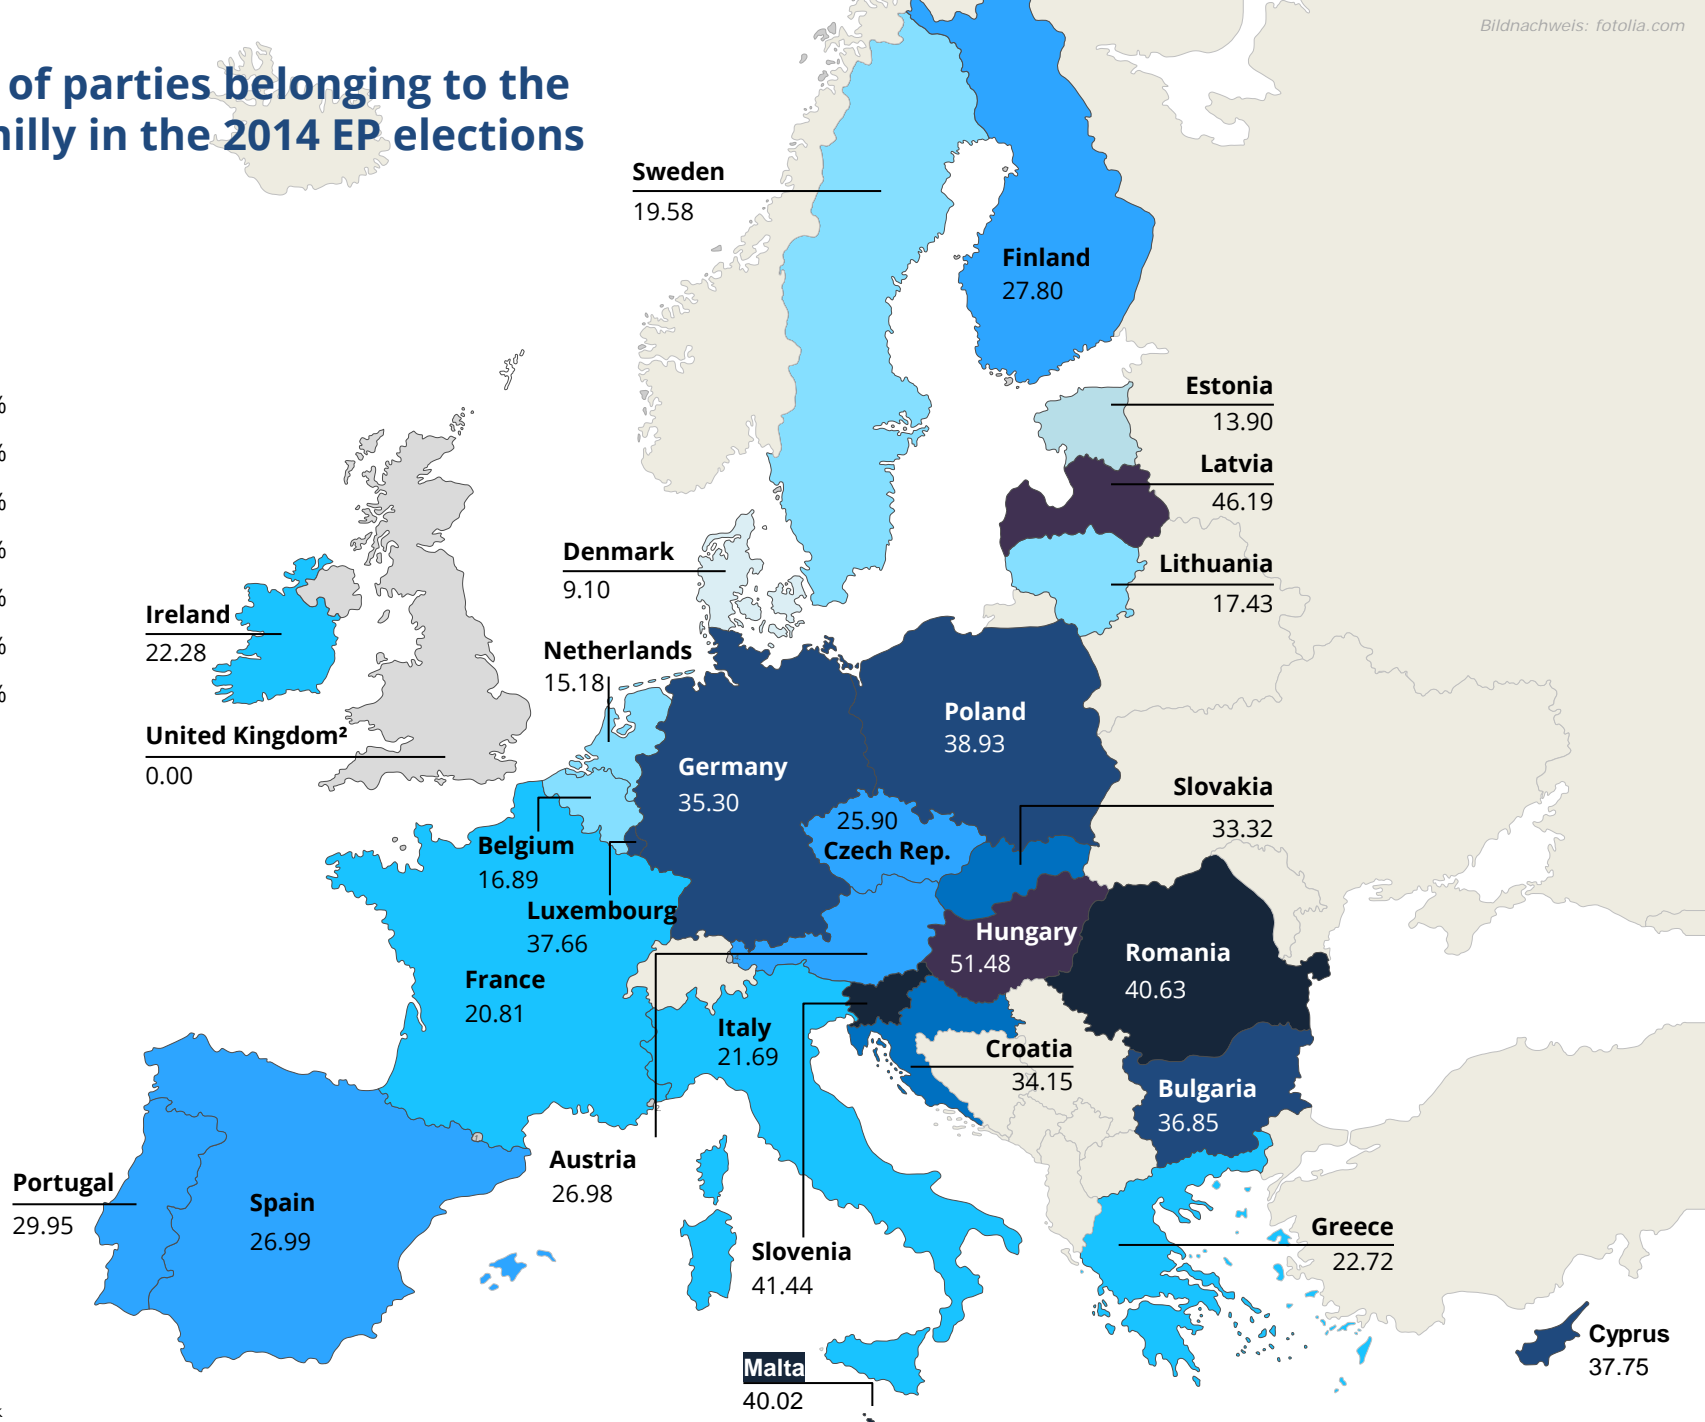 Bildnachweis: fotolia.com
of parties belonging to the
in the 2014 EP elections
Sweden
19.58
Finland
27.80
Estonia
13.90
Latvia
46.19
Lithuania
17.43
Denmark
9.10
%
%
%
%
%
%
%
Ireland
22.28
Netherlands
15.18
United Kingdom²
0.00
Poland
38.93
Germany
35.30
Slovakia
33.32
25.90
Czech Rep.
Belgium
16.89
Luxembourg
37.66
France
20.81
Hungary
51.48
Romania
40.63
Italy
21.69
Croatia
34.15
Bulgaria
36.85
Portugal
29.95
Spain
26.99
Austria
26.98
Slovenia
41.44
Greece
22.72
Malta
40.02
Cyprus
37.75